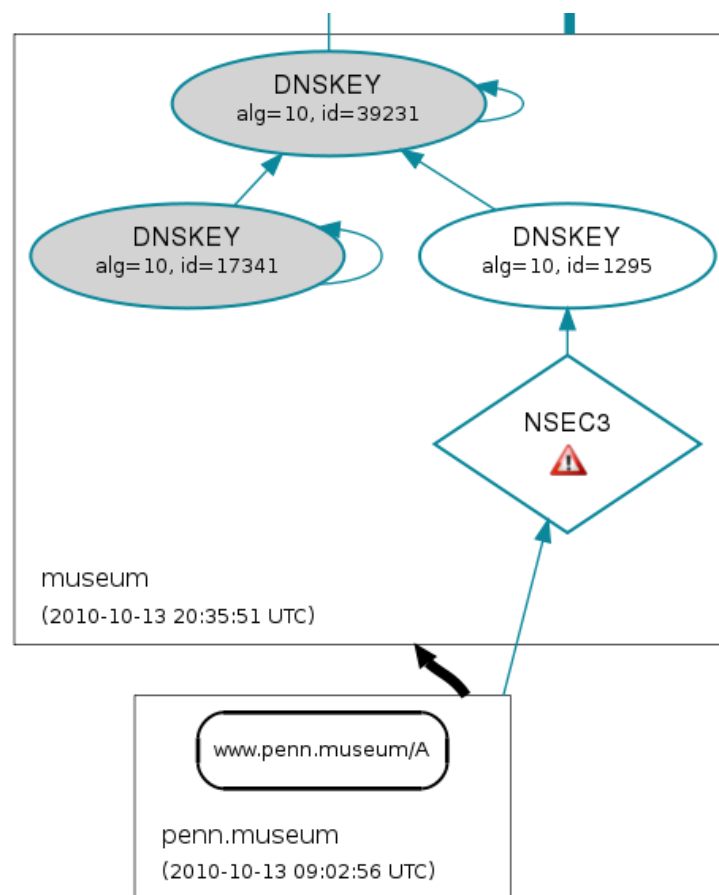 DNSKEY
alg=10, id=39231
DNSKEY
alg=10, id=17341
DNSKEY
alg=10, id=1295
NSEC3
museum
(2010-10-13 20:35:51 UTC)
www.penn.museum/A
penn.museum
(2010-10-13 09:02:56 UTC)